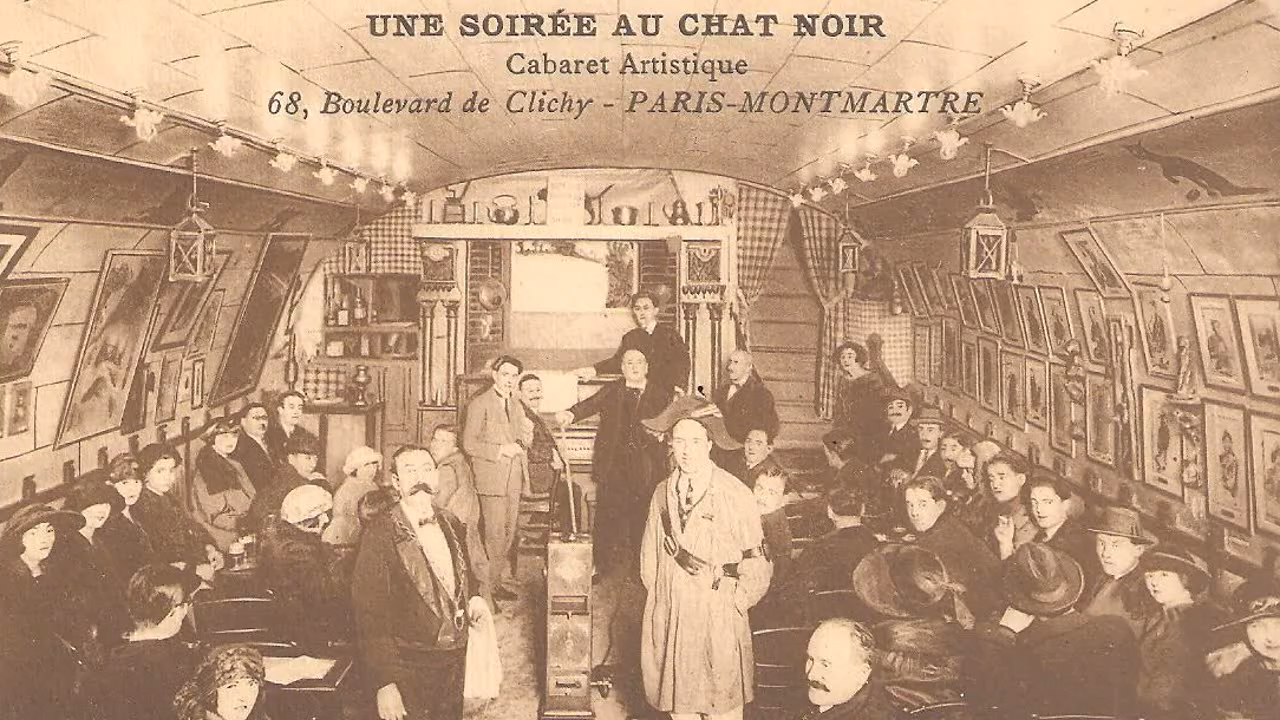 UNE SOIRÉE AU CHAT NOIR
Cabaret Artistique
68, Boulevard de Clichy - PARIS-MONTMARTRE